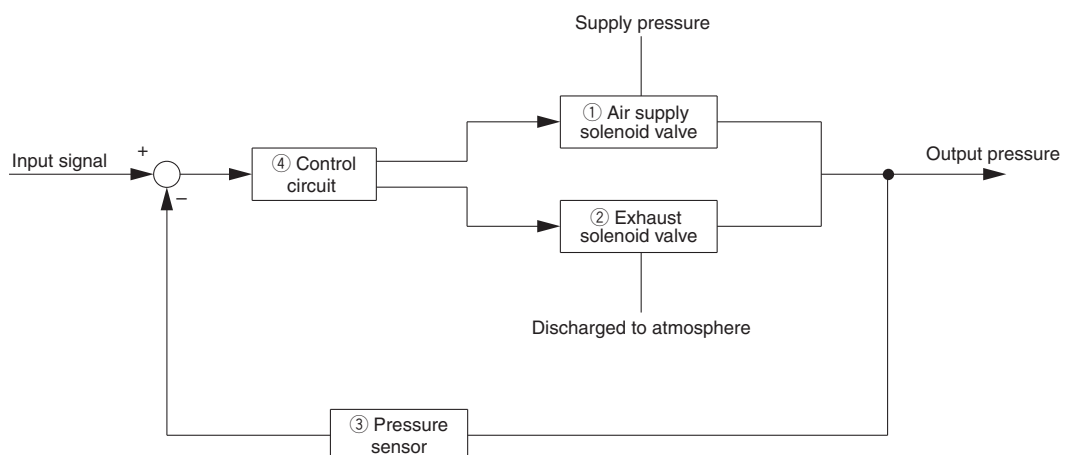 Supply pressure
① Air supply
solenoid valve
Input signal
+
−
④ Control
circuit
Output pressure
② Exhaust
solenoid valve
Discharged to atmosphere
③ Pressure
sensor